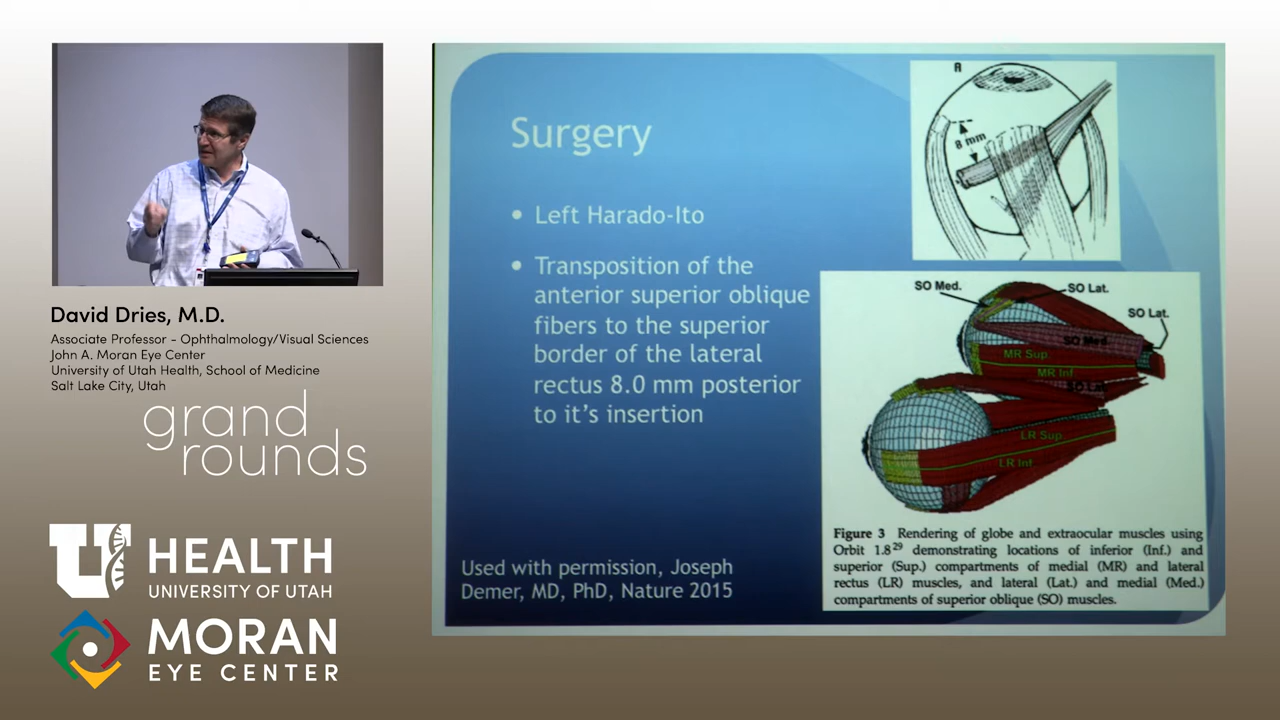 David Dries, M.D.
Associate Professor - Ophthalmology/Visual Sciences
John A. Moran Eye Center
University of Utah Health, School of Medicine
Salt Lake City, Utah
grand
rounds
U
HEALTH
UNIVERSITY OF UTAH
MORAN
EYE CENTER
Surgery
• Left Harado-Ito
• Transposition of the
anterior superior oblique
fibers to the superior
border of the lateral
rectus 8.0 mm posterior
to it's insertion
Used with permission, Joseph
Demer, MD, PhD, Nature 2015
R
8 mm
SO Med.
SO Lat.
SO Lat.
SO Med.
MR Sup
MR Inf
LR Sup.
LR Inf.
Figure 3 Rendering of globe and extraocular muscles using
Orbit 1.8²⁹ demonstrating locations of inferior (Inf.) and
superior (Sup.) compartments of medial (MR) and lateral
rectus (LR) muscles, and lateral (Lat.) and medial (Med.)
compartments of superior oblique (SO) muscles.